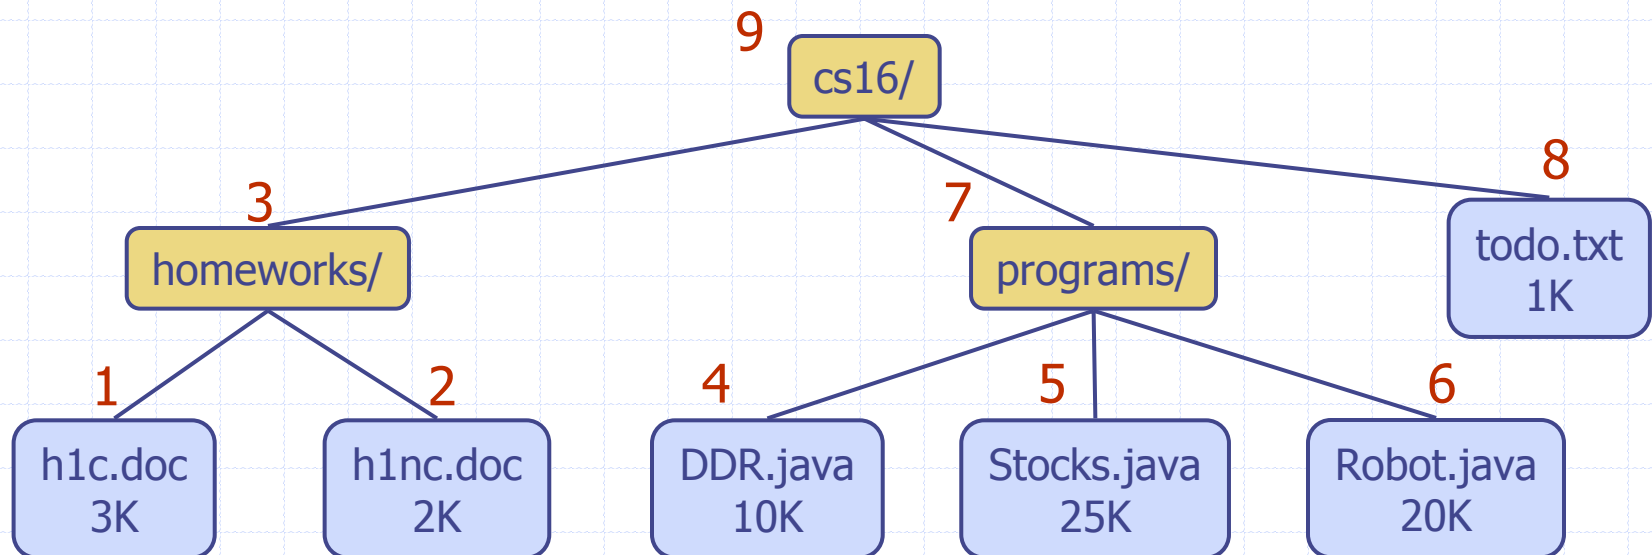 9
cs16/
8
3
7
homeworks/
programs/
todo.txt
1K
1
2
4
5
6
h1c.doc
3K
h1nc.doc
2K
DDR.java
10K
Stocks.java
25K
Robot.java
20K